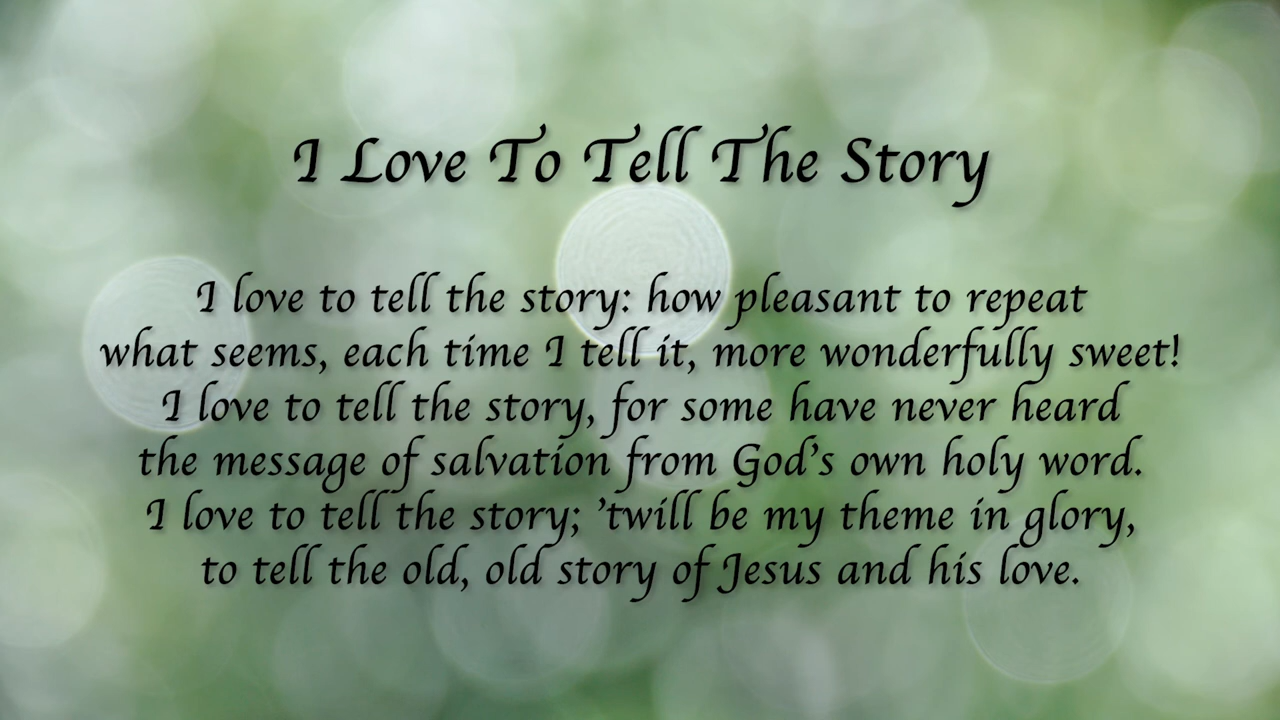 I Love To Tell The Story
I love to tell the story: how pleasant to repeat
what seems, each time I tell it, more wonderfully sweet!
I love to tell the story, for some have never heard
the message of salvation from God's own holy word.
I love to tell the story; 'twill be my theme in glory,
to tell the old, old story of Jesus and his love.